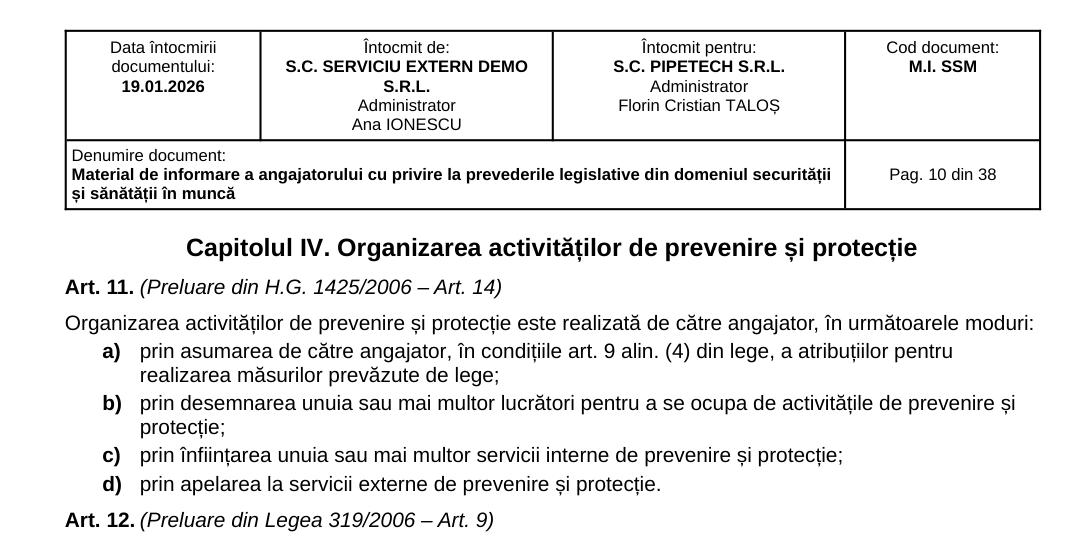 Data întocmirii
documentului:
19.01.2026
Întocmit de:
S.C. SERVICIU EXTERN DEMO
S.R.L.
Administrator
Ana IONESCU
Întocmit pentru:
S.C. PIPETECH S.R.L.
Administrator
Florin Cristian TALOȘ
Cod document:
M.I. SSM
Denumire document:
Material de informare a angajatorului cu privire la prevederile legislative din domeniul securității
și sănătății în muncă
Pag. 10 din 38
Capitolul IV. Organizarea activităților de prevenire și protecție
Art. 11. (Preluare din H.G. 1425/2006 – Art. 14)
Organizarea activităților de prevenire și protecție este realizată de către angajator, în următoarele moduri:
a) prin asumarea de către angajator, în condițiile art. 9 alin. (4) din lege, a atribuțiilor pentru
realizarea măsurilor prevăzute de lege;
b) prin desemnarea unuia sau mai multor lucrători pentru a se ocupa de activitățile de prevenire și
protecție;
c) prin înființarea unuia sau mai multor servicii interne de prevenire și protecție;
d) prin apelarea la servicii externe de prevenire și protecție.
Art. 12. (Preluare din Legea 319/2006 – Art. 9)